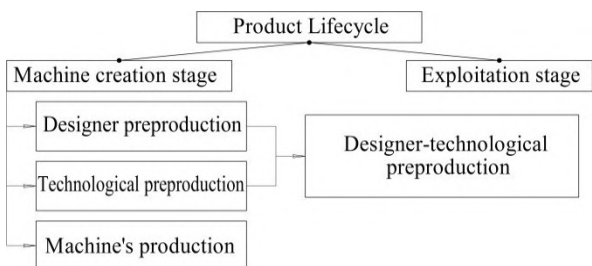 Product Lifecycle
Machine creation stage
Exploitation stage
Designer preproduction
Technological preproduction
Designer-technological
preproduction
Machine's production